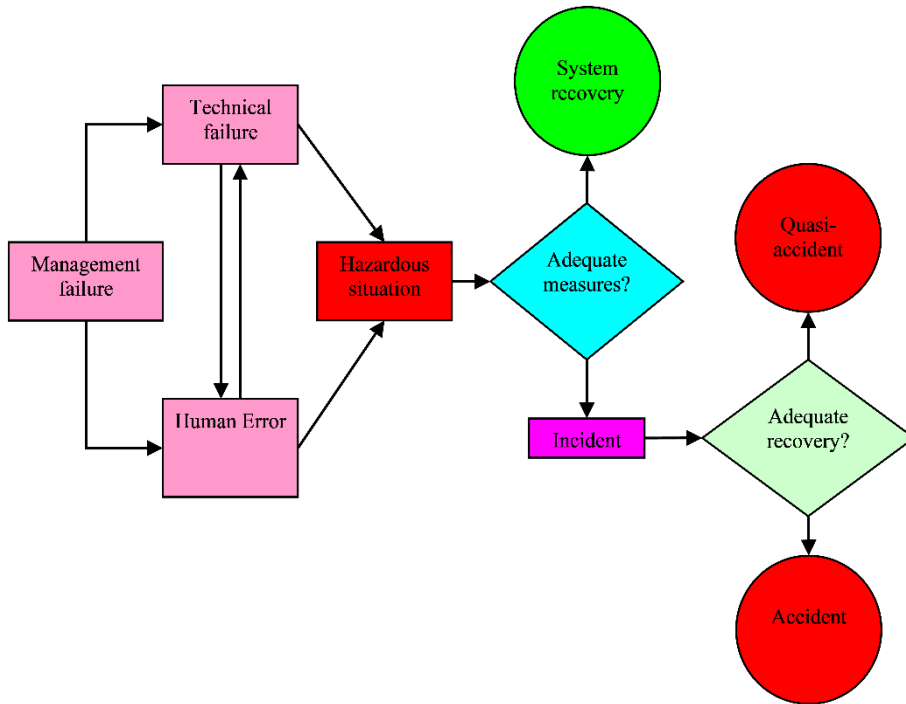 System
recovery
Technical
failure
Quasi-
accident
Management
failure
Hazardous
situation
Adequate
measures?
Human Error
Incident
Adequate
recovery?
Accident